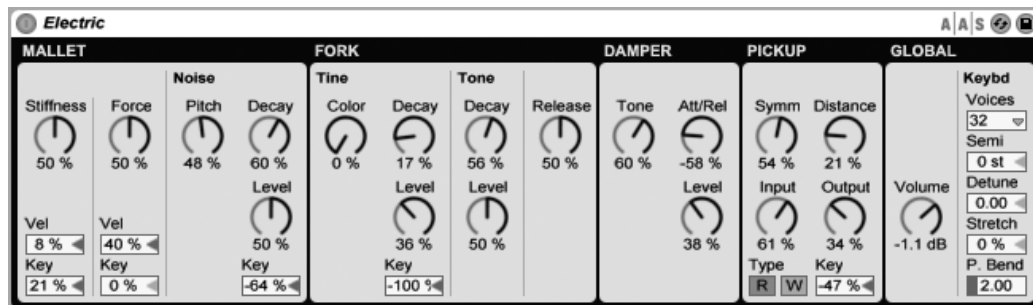 Electric
A|A|S
MALLET FORK DAMPER PICKUP GLOBAL
Noise Tine Tone Keybd
Voices
Stiffness Force Pitch Decay Color Decay Decay Release Tone Att/Rel Symm Distance
32
Semi
50 % 50 % 48 % 60 % 0 % 17 % 56 % 50 % 60 % -58 % 54 % 21 %
0 st
Level Level Level Level Input Output Volume
Detune
0.00
Stretch
Vel Vel
50 % 36 % 50 % 38 % 61 % 34 % -1.1 dB
8 % 40 %
0 %
Key Key Key Key Type Key
P. Bend
21 % 0 % -64 % -100 % R W -47 %
2.00